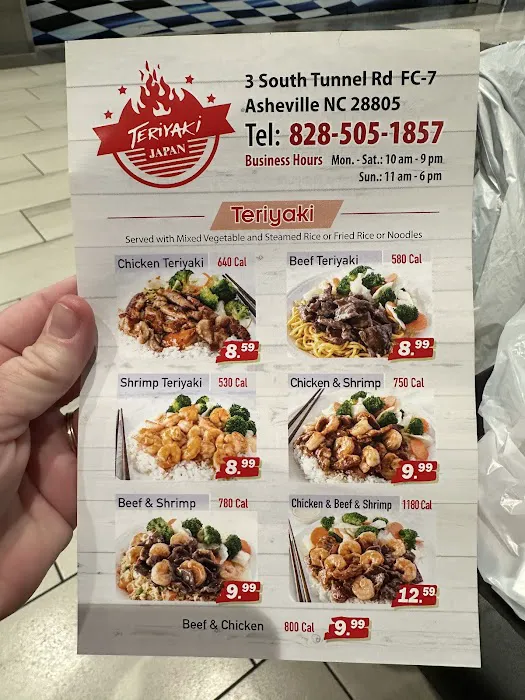 TERIYAKI
JAPAN
3 South Tunnel Rd FC-7
Asheville NC 28805
Tel: 828-505-1857
Business Hours Mon. - Sat.: 10 am - 9 pm
Sun.: 11 am - 6 pm
Teriyaki
Served with Mixed Vegetable and Steamed Rice or Fried Rice or Noodles
Chicken Teriyaki 640 Cal
8.59
Beef Teriyaki 580 Cal
8.99
Shrimp Teriyaki 530 Cal
8.99
Chicken & Shrimp 750 Cal
9.99
Beef & Shrimp 780 Cal
9.99
Chicken & Beef & Shrimp 1180 Cal
12.59
Beef & Chicken 800 Cal 9.99